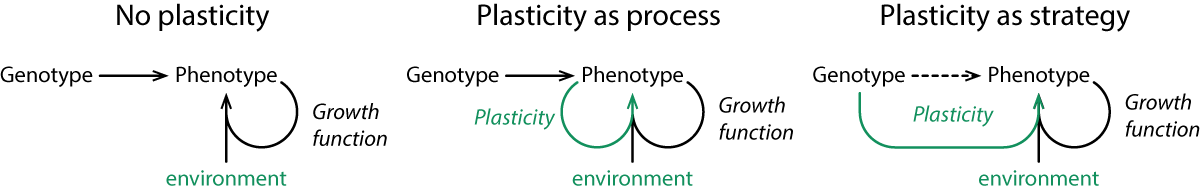 No plasticity
Genotype Phenotype
Growth
function
environment
Plasticity as process
Genotype Phenotype
Plasticity
Growth
function
environment
Plasticity as strategy
Genotype Phenotype
Plasticity
Growth
function
environment